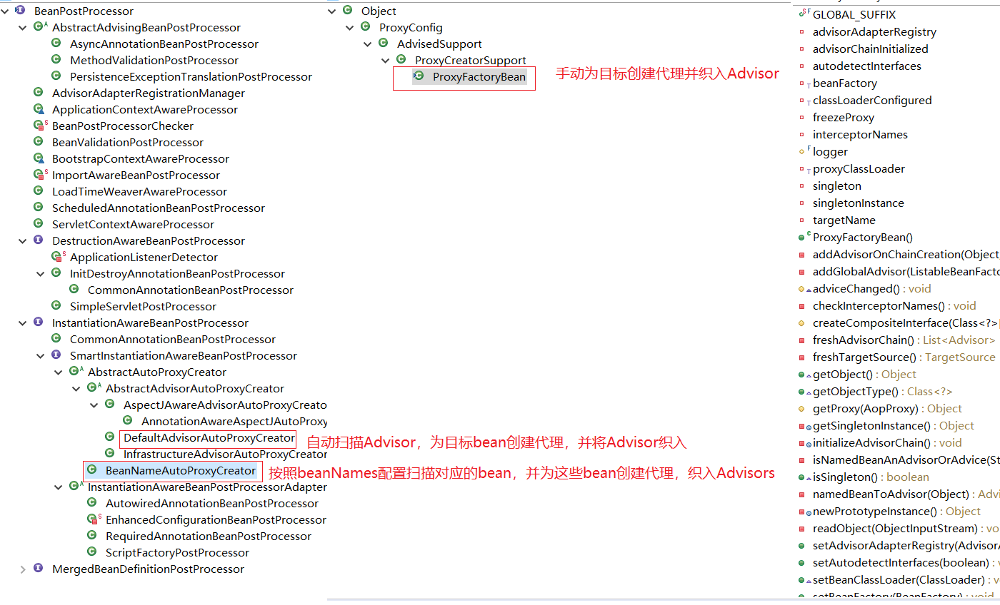 BeanPostProcessor
AbstractAdvisingBeanPostProcessor
AsyncAnnotationBeanPostProcessor
MethodValidationPostProcessor
PersistenceExceptionTranslationPostProcessor
AdvisorAdapterRegistrationManager
ApplicationContextAwareProcessor
BeanPostProcessorChecker
BeanValidationPostProcessor
BootstrapContextAwareProcessor
ImportAwareBeanPostProcessor
LoadTimeWeaverAwareProcessor
ScheduledAnnotationBeanPostProcessor
ServletContextAwareProcessor
DestructionAwareBeanPostProcessor
ApplicationListenerDetector
InitDestroyAnnotationBeanPostProcessor
CommonAnnotationBeanPostProcessor
SimpleServletPostProcessor
InstantiationAwareBeanPostProcessor
CommonAnnotationBeanPostProcessor
SmartInstantiationAwareBeanPostProcessor
AbstractAutoProxyCreator
AbstractAdvisorAutoProxyCreator
AspectJAwareAdvisorAutoProxyCreato
AnnotationAwareAspectJAutoProxy
DefaultAdvisorAutoProxyCreator
自动扫描Advisor，为目标bean创建代理，并将Advisor织入
InfrastructureAdvisorAutoProxyCreator
BeanNameAutoProxyCreator
按照beanNames配置扫描对应的bean，并为这些bean创建代理，织入Advisors
InstantiationAwareBeanPostProcessorAdapter
AutowiredAnnotationBeanPostProcessor
EnhancedConfigurationBeanPostProcessor
RequiredAnnotationBeanPostProcessor
ScriptFactoryPostProcessor
MergedBeanDefinitionPostProcessor
Object
ProxyConfig
AdvisedSupport
ProxyCreatorSupport
ProxyFactoryBean
手动为目标创建代理并织入Advisor
GLOBAL_SUFFIX
advisorAdapterRegistry
advisorChainInitialized
autodetectInterfaces
beanFactory
classLoaderConfigured
freezeProxy
interceptorNames
logger
proxyClassLoader
singleton
singletonInstance
targetName
ProxyFactoryBean()
addAdvisorOnChainCreation(Object,
addGlobalAdvisor(ListableBeanFacto
adviceChanged() : void
checkInterceptorNames() : void
createCompositeInterface(Class<?>[
freshAdvisorChain() : List<Advisor>
freshTargetSource() : TargetSource
getObject() : Object
getObjectType() : Class<?>
getProxy(AopProxy) : Object
getSingletonInstance() : Object
initializeAdvisorChain() : void
isNamedBeanAnAdvisorOrAdvice(St
isSingleton() : boolean
namedBeanToAdvisor(Object) : Advi
newPrototypeInstance() : Object
readObject(ObjectInputStream) : vo
setAdvisorAdapterRegistry(AdvisorA
setAutodetectInterfaces(boolean) : v
setBeanClassLoader(ClassLoader) : v
setBeanFactory(BeanFactory) : void